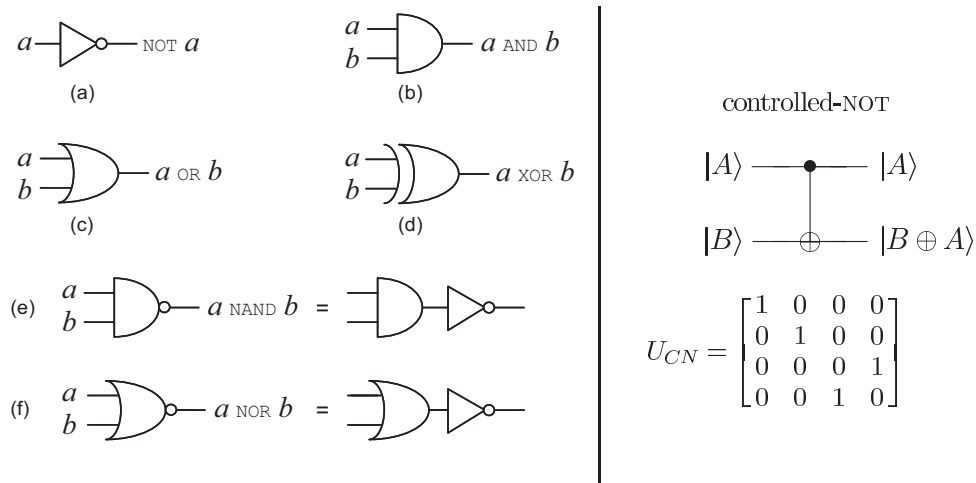 a NOT a
(a)
a
b
a AND b
(b)
a
b
a OR b
(c)
a
b
a XOR b
(d)
(e)
a
b
a NAND b =
(f)
a
b
a NOR b =
controlled-NOT
|A⟩ |A⟩
|B⟩ |B ⊕ A⟩
U_CN =
1 0 0 0
0 1 0 0
0 0 0 1
0 0 1 0